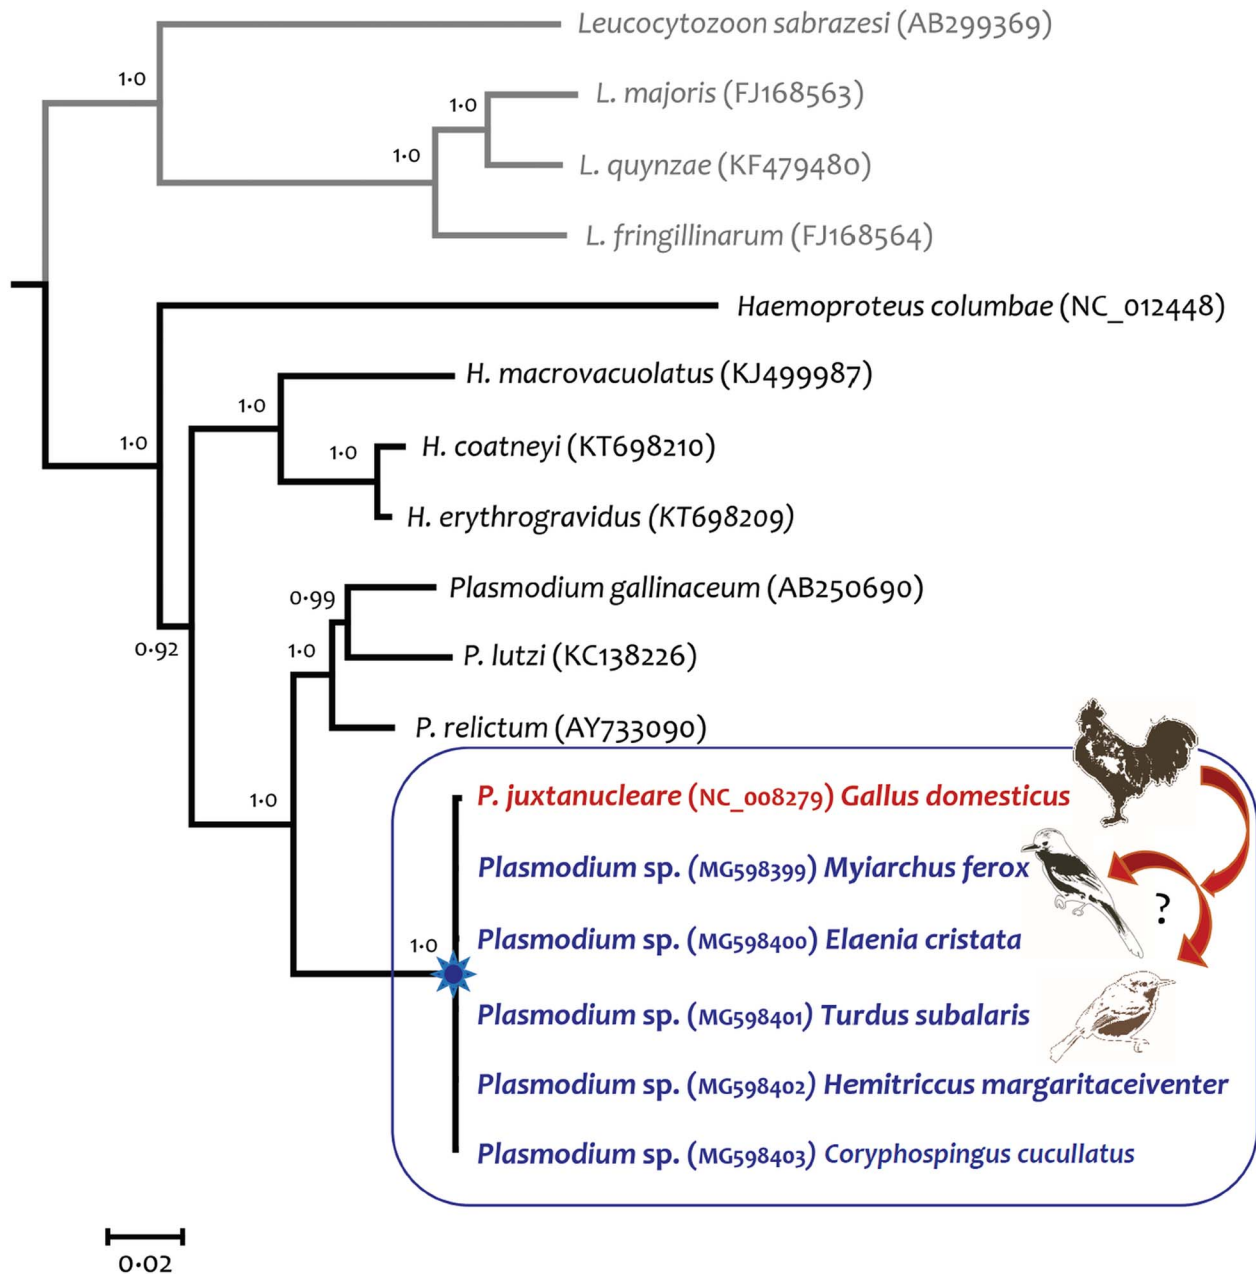 Leucocytozoon sabrazesi (AB299369)
1·0
L. majoris (FJ168563)
1·0
1·0
L. quynzae (KF479480)
L. fringillinarum (FJ168564)
Haemoproteus columbae (NC_012448)
H. macrovacuolatus (KJ499987)
1·0
1·0
H. coatneyi (KT698210)
1·0
H. erythrogravidus (KT698209)
Plasmodium gallinaceum (AB250690)
0·99
0·92
1·0
P. lutzi (KC138226)
P. relictum (AY733090)
1·0
P. juxtanucleare (NC_008279) Gallus domesticus
Plasmodium sp. (MG598399) Myiarchus ferox
?
Plasmodium sp. (MG598400) Elaenia cristata
1·0
Plasmodium sp. (MG598401) Turdus subalaris
Plasmodium sp. (MG598402) Hemitriccus margaritaceiventer
Plasmodium sp. (MG598403) Coryphospingus cucullatus
0·02